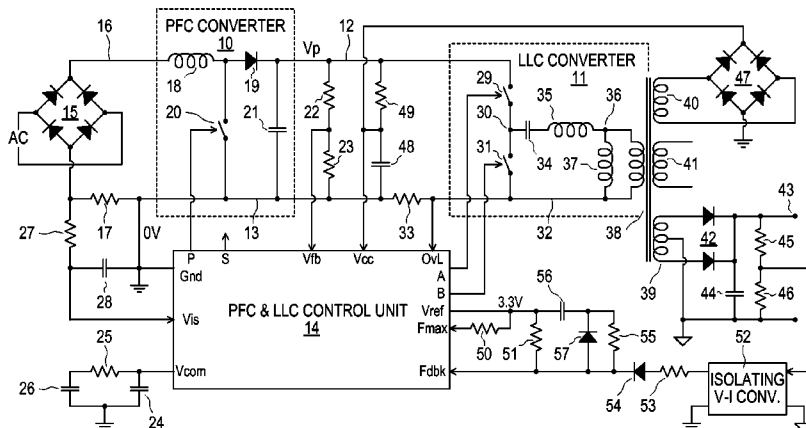 PFC CONVERTER
10
16
Vp
12
LLC CONVERTER
11
47
18
19
20
21
22
49
29
30
35
36
40
15
AC
23
48
31
34
37
41
27
17
0V
13
33
32
38
43
P
S
Vfb
Vcc
OvL
42
45
46
44
39
28
Gnd
A
B
PFC & LLC CONTROL UNIT
14
Vref
3.3V
56
Fmax
50
51
57
55
Vis
25
Vcom
Fdbk
26
24
54
53
52
ISOLATING
V-I CONV.